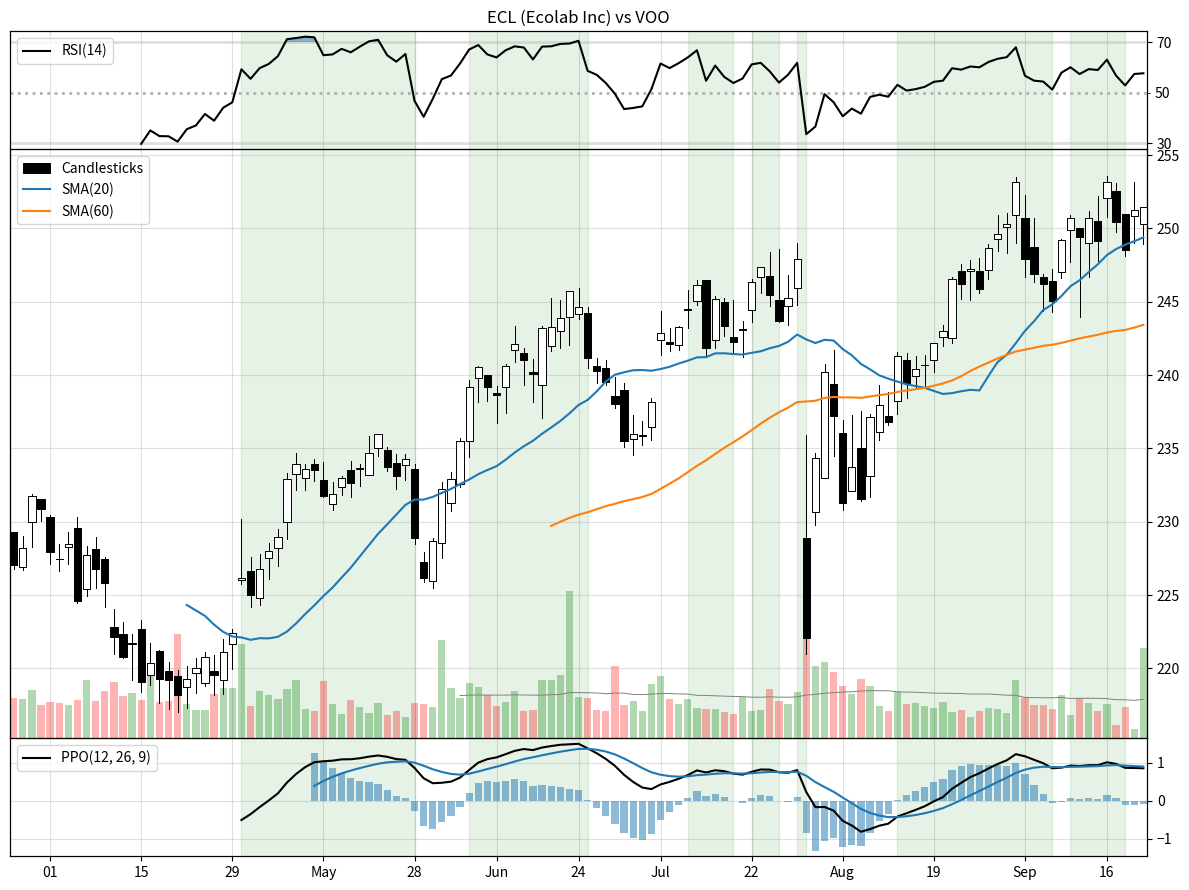 ECL (Ecolab Inc) vs VOO
RSI(14)
70
50
30
Candlesticks
SMA(20)
SMA(60)
255
250
245
240
235
230
225
220
PPO(12, 26, 9)
1
0
−1
01 15 29 May 28 Jun 24 Jul 22 Aug 19 Sep 16